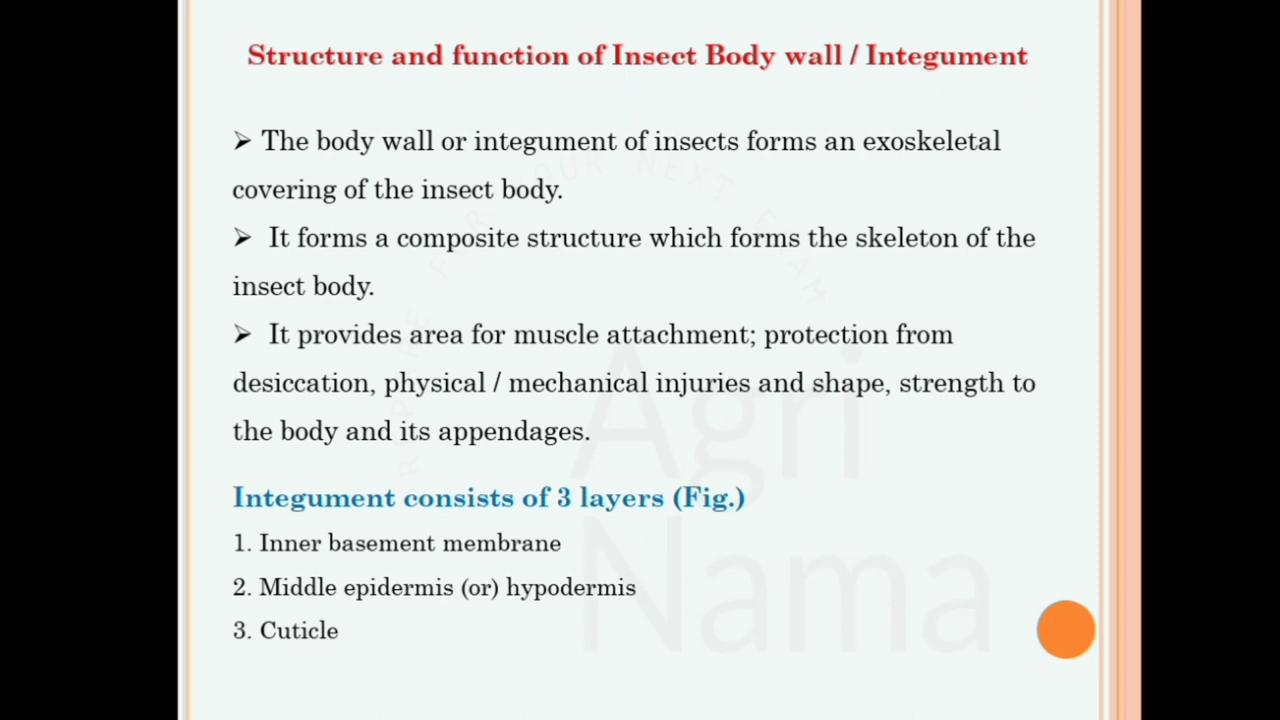 Structure and function of Insect Body wall / Integument
➢ The body wall or integument of insects forms an exoskeletal
covering of the insect body.
➢ It forms a composite structure which forms the skeleton of the
insect body.
➢ It provides area for muscle attachment; protection from
desiccation, physical / mechanical injuries and shape, strength to
the body and its appendages.
Integument consists of 3 layers (Fig.)
1. Inner basement membrane
2. Middle epidermis (or) hypodermis
3. Cuticle
Agri
Nama